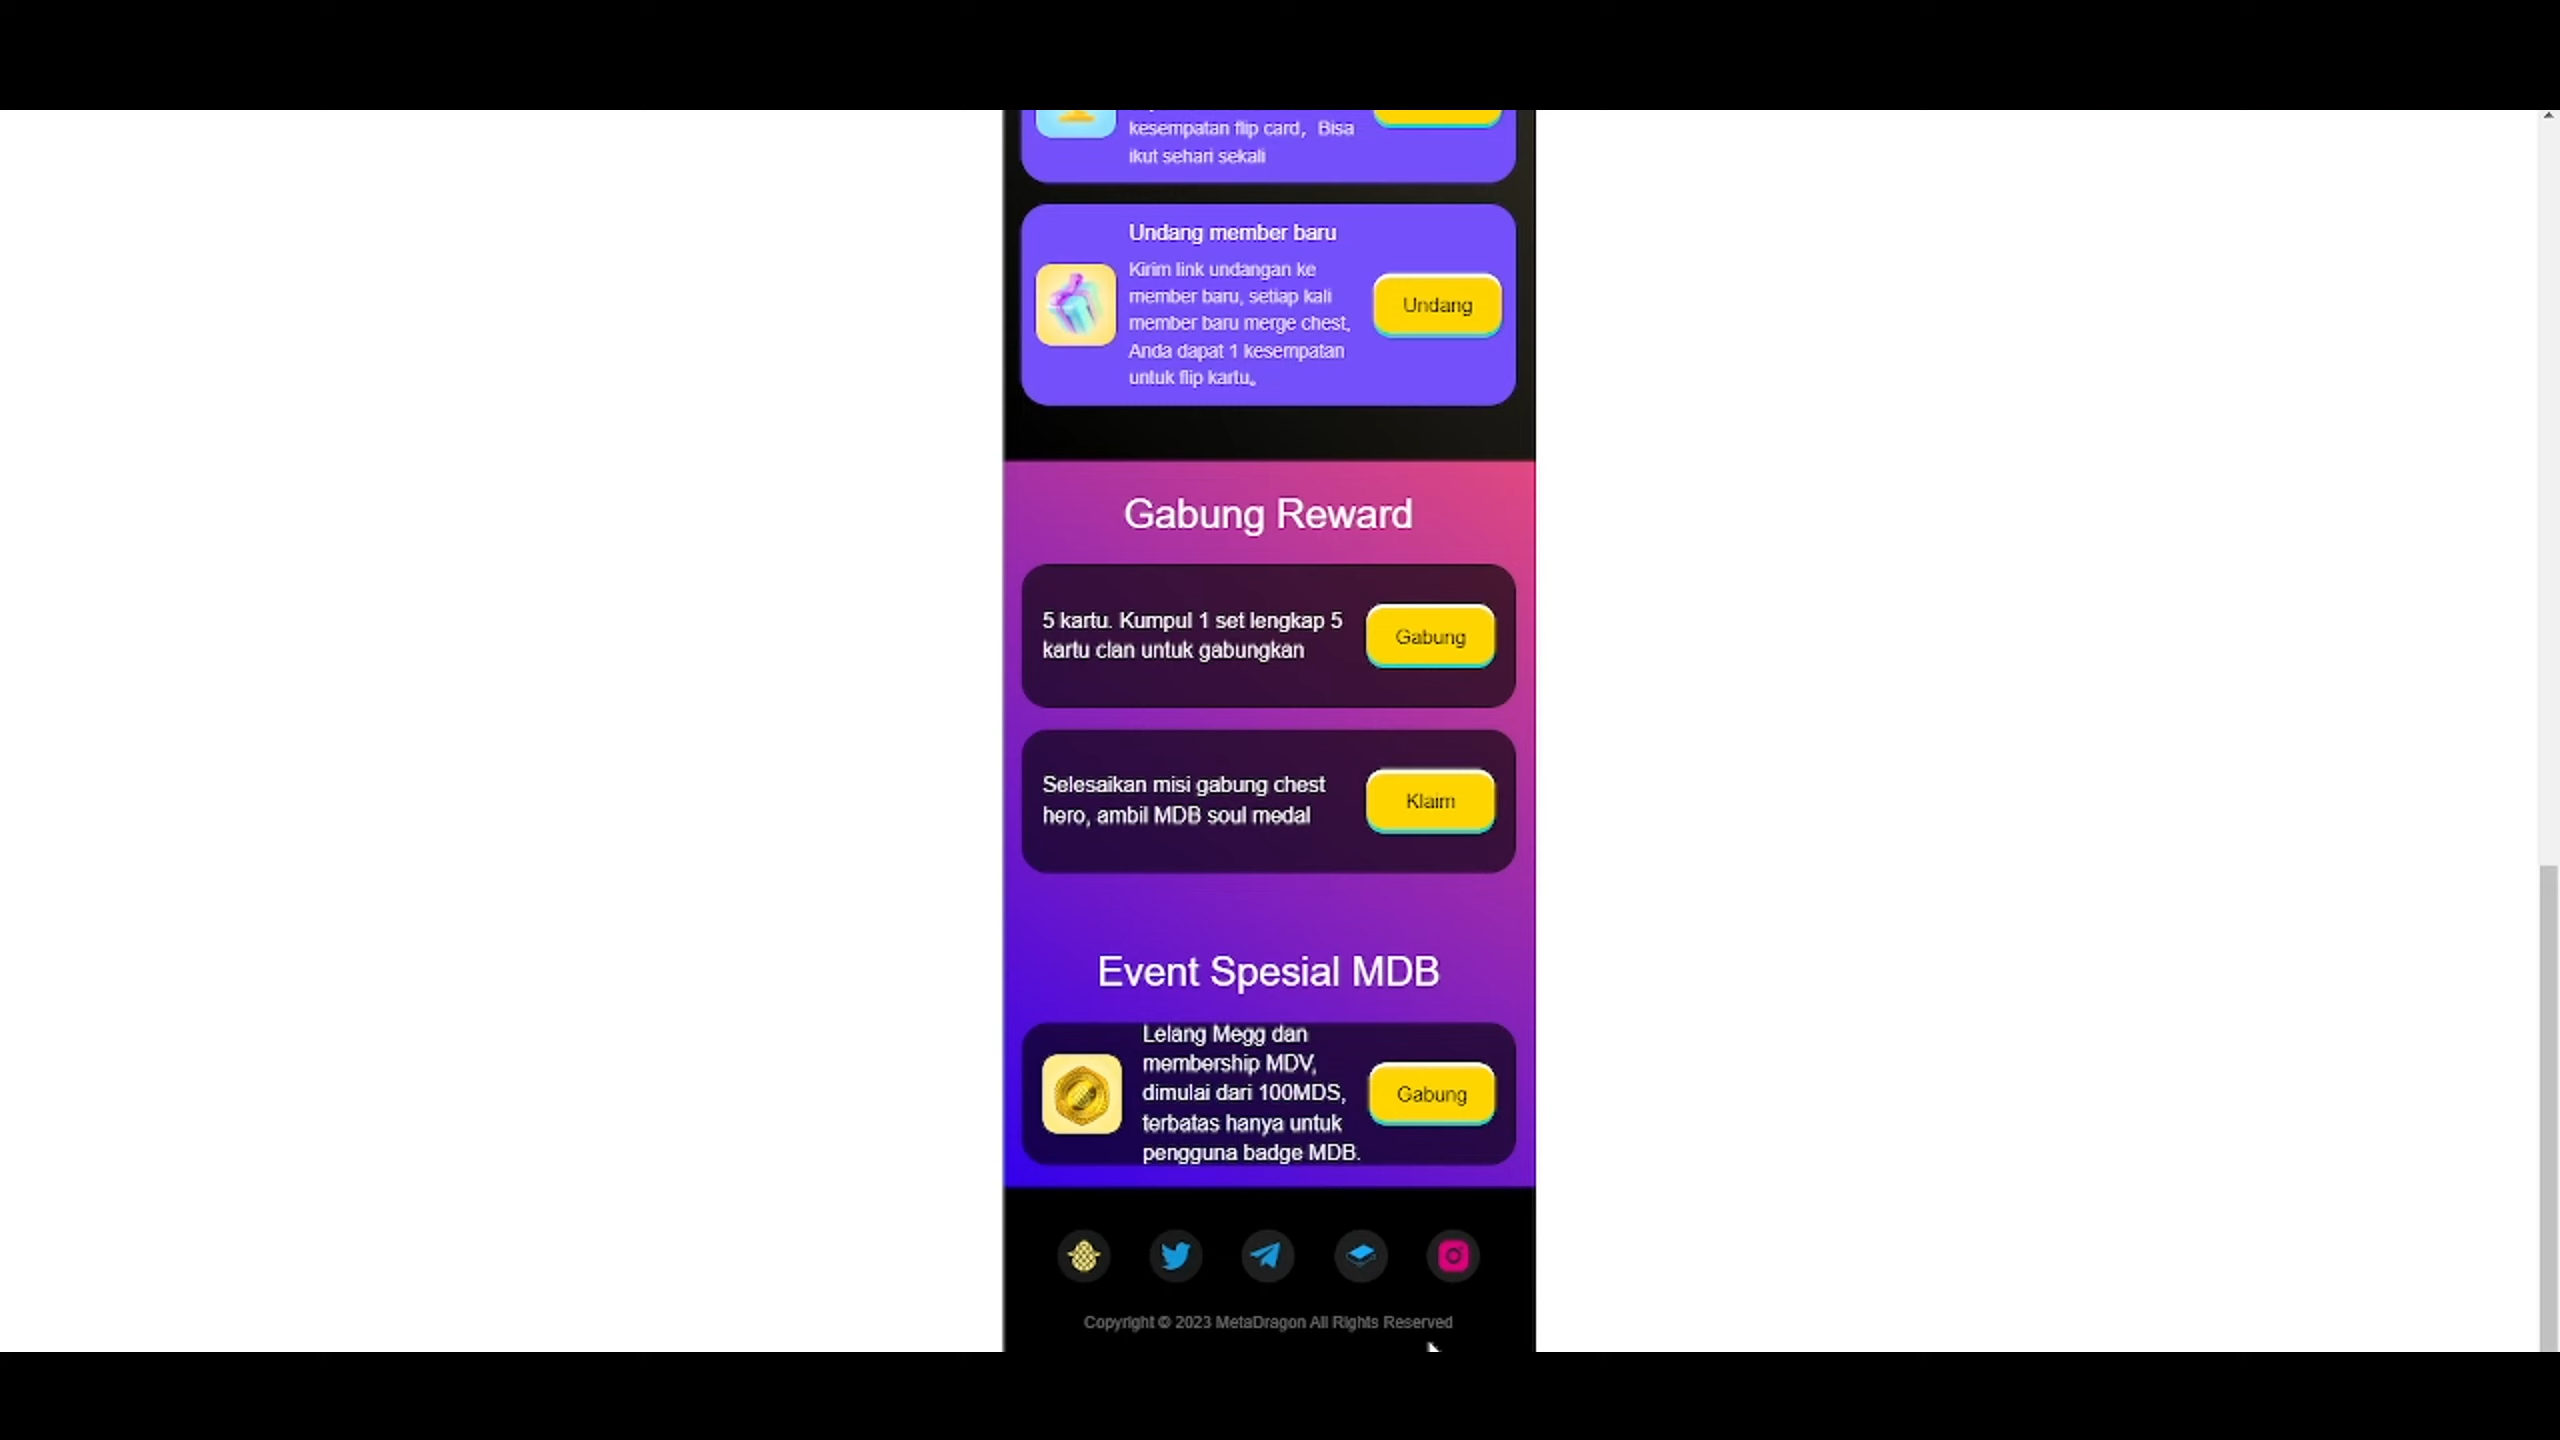 kesempatan flip card，Bisa
ikut sehari sekali
Undang member baru
Kirim link undangan ke
member baru, setiap kali
member baru merge chest,
Anda dapat 1 kesempatan
untuk flip kartu。
Undang
Gabung Reward
5 kartu. Kumpul 1 set lengkap 5
kartu clan untuk gabungkan
Gabung
Selesaikan misi gabung chest
hero, ambil MDB soul medal
Klaim
Event Spesial MDB
Lelang Megg dan
membership MDV,
dimulai dari 100MDS,
terbatas hanya untuk
pengguna badge MDB.
Gabung
Copyright © 2023 MetaDragon All Rights Reserved